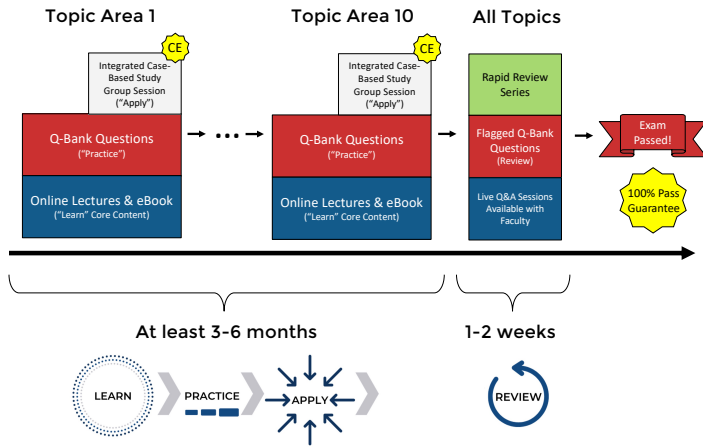 Topic Area 1
Topic Area 10
All Topics
CE
Integrated Case-
Based Study
Group Session
("Apply")
Q-Bank Questions
("Practice")
Online Lectures & eBook
("Learn" Core Content)
...
CE
Integrated Case-
Based Study
Group Session
("Apply")
Q-Bank Questions
("Practice")
Online Lectures & eBook
("Learn" Core Content)
Rapid Review
Series
Flagged Q-Bank
Questions
(Review)
Live Q&A Sessions
Available with
Faculty
Exam
Passed!
100% Pass
Guarantee
At least 3-6 months
1-2 weeks
LEARN
PRACTICE
APPLY
REVIEW